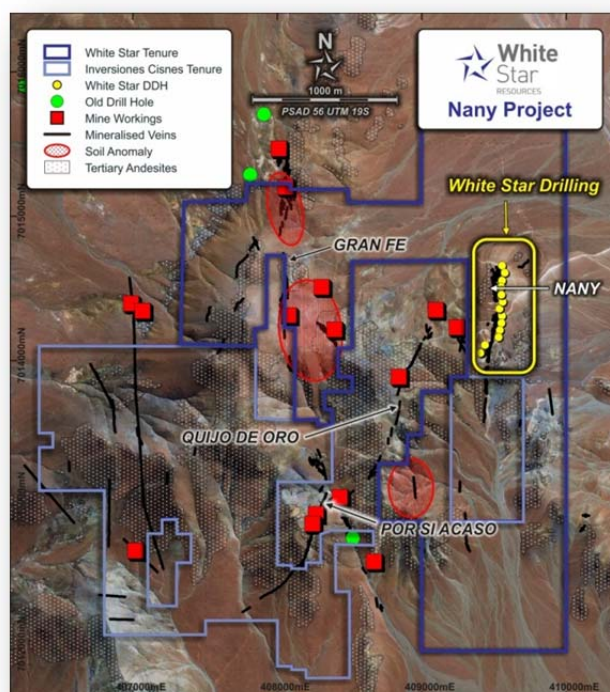 White Star Tenure
Inversiones Cisnes Tenure
White Star DDH
Old Drill Hole
Mine Workings
Mineralised Veins
Soil Anomaly
Tertiary Andesites
N
1000 m
PSAD 56 UTM 19S
White
Star
RESOURCES
Nany Project
White Star Drilling
GRAN FE
NANY
QUIJO DE ORO
POR SI ACASO
7015000mN
7014000mN
407000mE
408000mE
409000mE
410000mE